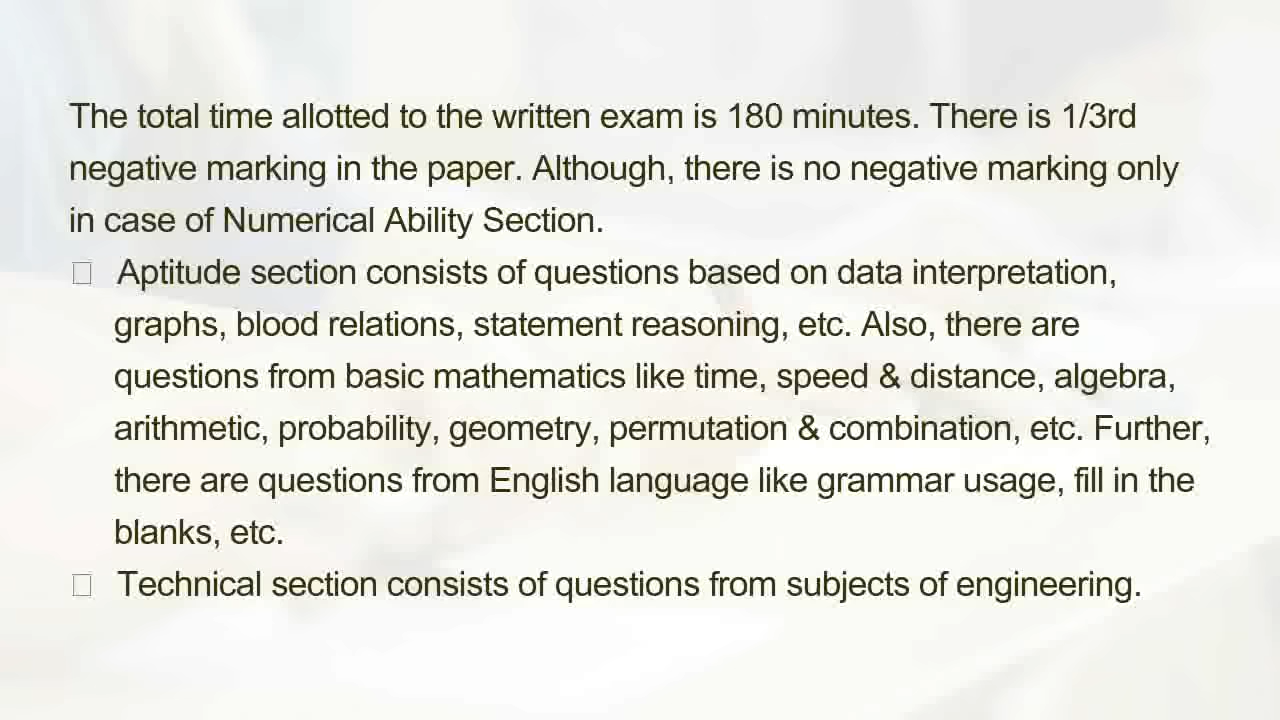 The total time allotted to the written exam is 180 minutes. There is 1/3rd
negative marking in the paper. Although, there is no negative marking only
in case of Numerical Ability Section.
Aptitude section consists of questions based on data interpretation,
graphs, blood relations, statement reasoning, etc. Also, there are
questions from basic mathematics like time, speed & distance, algebra,
arithmetic, probability, geometry, permutation & combination, etc. Further,
there are questions from English language like grammar usage, fill in the
blanks, etc.
Technical section consists of questions from subjects of engineering.